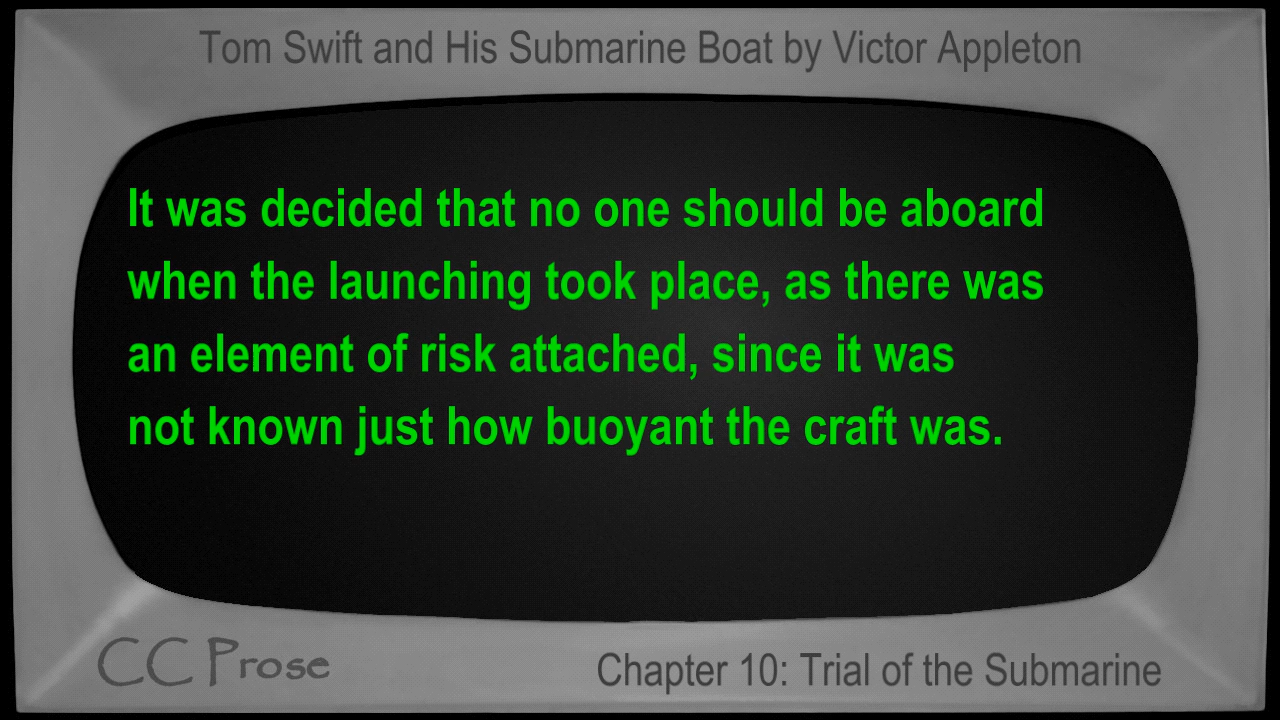 Tom Swift and His Submarine Boat by Victor Appleton
It was decided that no one should be aboard
when the launching took place, as there was
an element of risk attached, since it was
not known just how buoyant the craft was.
CC Prose
Chapter 10: Trial of the Submarine